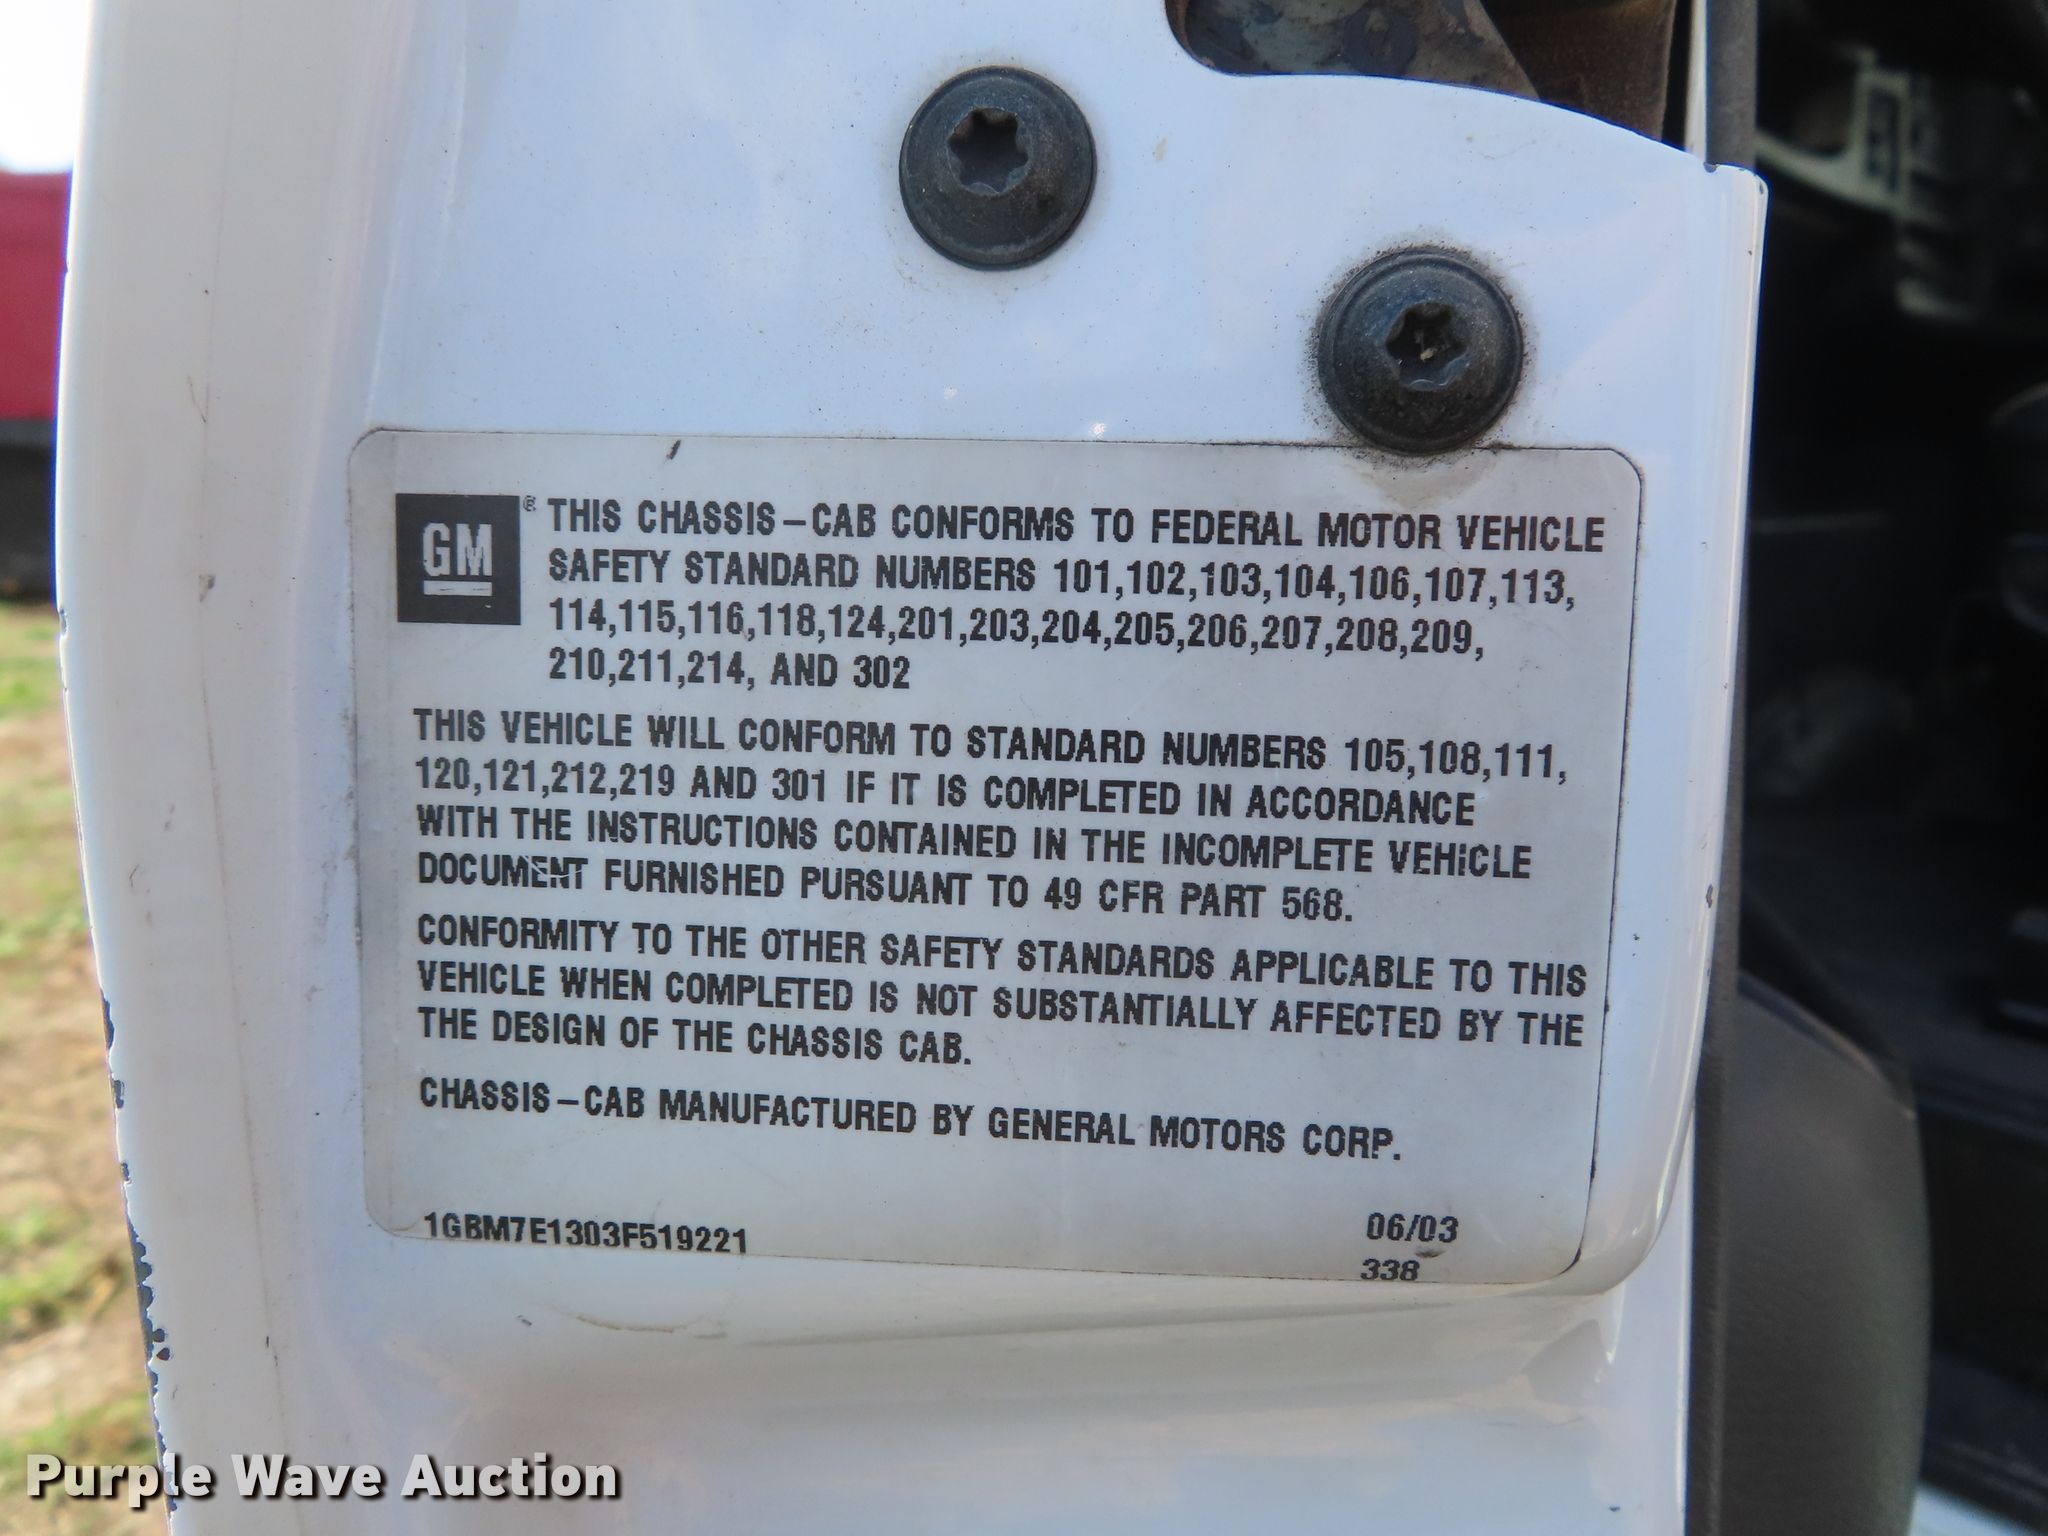 GM
® THIS CHASSIS-CAB CONFORMS TO FEDERAL MOTOR VEHICLE
SAFETY STANDARD NUMBERS 101,102,103,104,106,107,113,
114,115,116,118,124,201,203,204,205,206,207,208,209,
210,211,214, AND 302
THIS VEHICLE WILL CONFORM TO STANDARD NUMBERS 105,108,111,
120,121,212,219 AND 301 IF IT IS COMPLETED IN ACCORDANCE
WITH THE INSTRUCTIONS CONTAINED IN THE INCOMPLETE VEHICLE
DOCUMENT FURNISHED PURSUANT TO 49 CFR PART 568.
CONFORMITY TO THE OTHER SAFETY STANDARDS APPLICABLE TO THIS
VEHICLE WHEN COMPLETED IS NOT SUBSTANTIALLY AFFECTED BY THE
THE DESIGN OF THE CHASSIS CAB.
CHASSIS-CAB MANUFACTURED BY GENERAL MOTORS CORP.
1GBM7E1303F519221 06/03
338
Purple Wave Auction